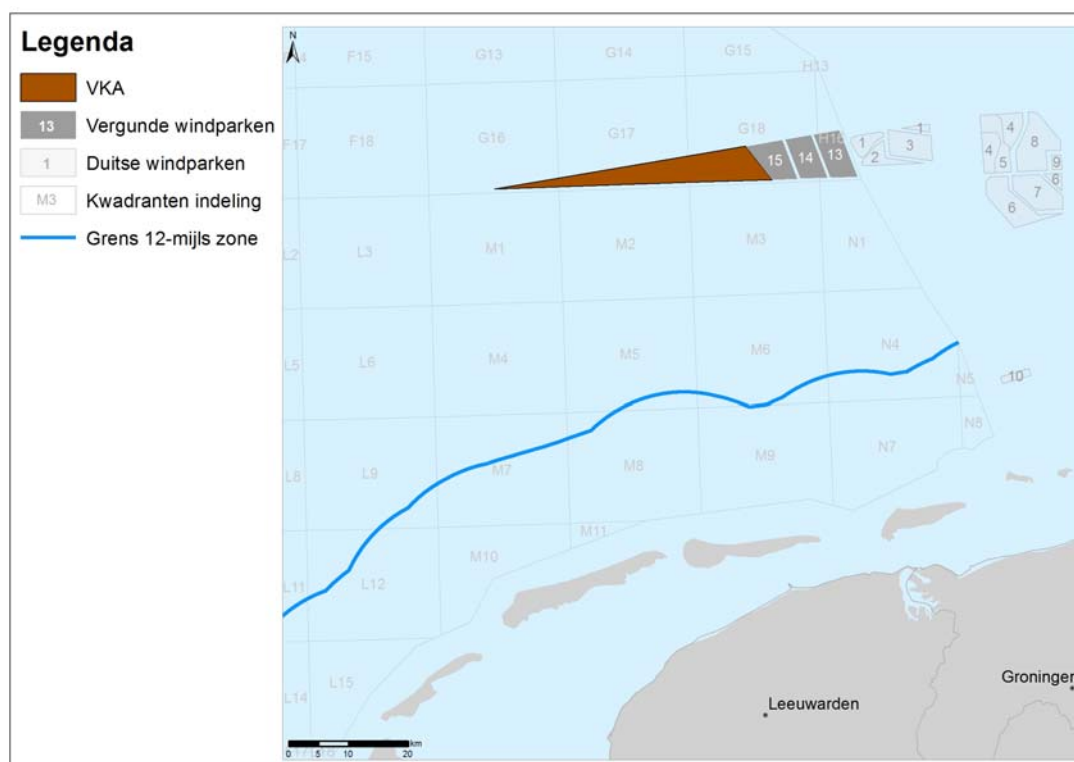 Legenda
VKA
13 Vergunde windparken
1 Duitse windparken
M3 Kwadranten indeling
Grens 12-mijls zone
N
F15 G13 G14 G15
H13
F17 F18 G16 G17 G18 H16
15 14 13
1 2 3 1
4 4 8
5 9
6 7 6
L2 L3 M1 M2 M3 N1
L5 L6 M4 M5 M6 N4
N5 10
L8 L9 M7 M8 M9 N7 N8
M10 M11
L11 L12
L14 L15
Groningen
Leeuwarden
km
0 5 10 20